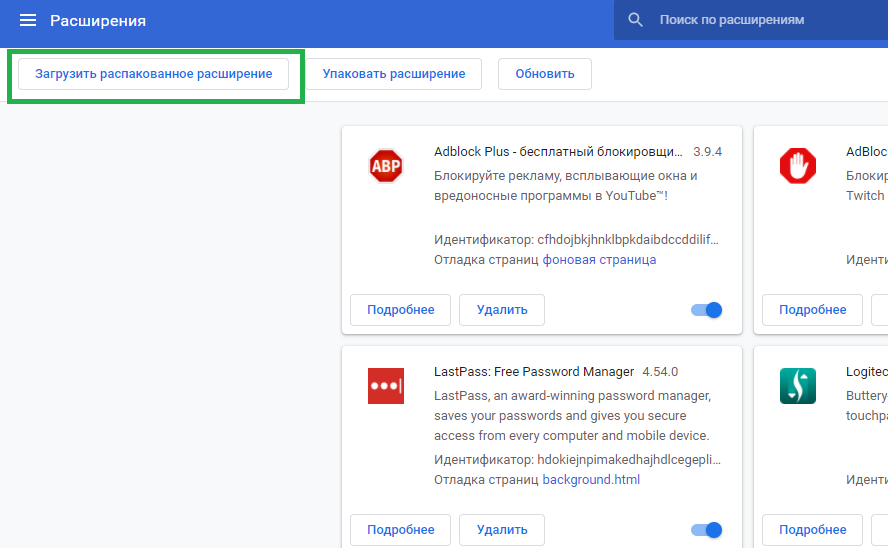 Расширения
Поиск по расширениям
Загрузить распакованное расширение
Упаковать расширение
Обновить
ABP
Adblock Plus - бесплатный блокировщи... 3.9.4
Блокируйте рекламу, всплывающие окна и
вредоносные программы в YouTube™!
Идентификатор: cfhdojbkjhnklbpkdaibdccddilif...
Отладка страниц фоновая страница
Подробнее
Удалить
AdBloc
Блокир
Twitch
Иденти
Подробнее
LastPass: Free Password Manager 4.54.0
LastPass, an award-winning password manager,
saves your passwords and gives you secure
access from every computer and mobile device.
Идентификатор: hdokiejnpimakedhajhdlcegepli...
Отладка страниц background.html
Подробнее
Удалить
Logitec
Buttery-
touchpa
Иденти
Подробнее